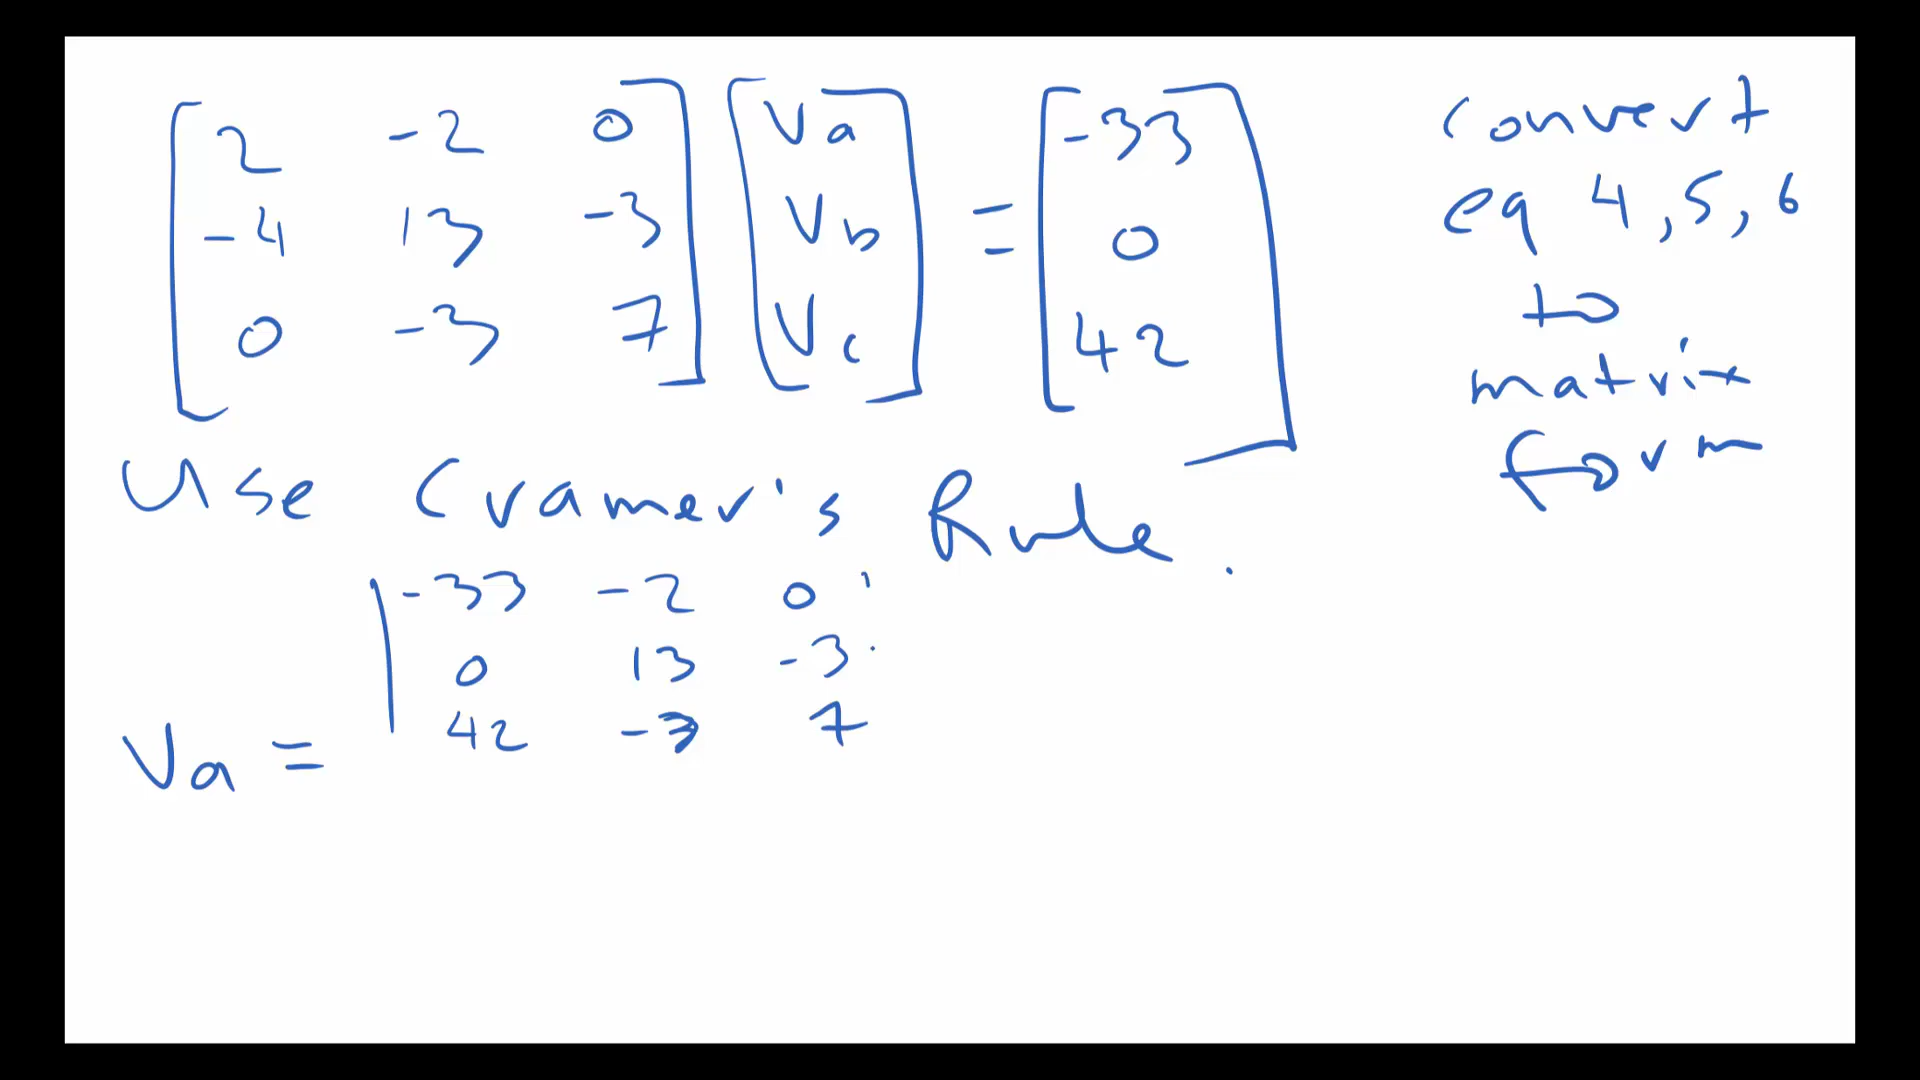 [2 -2 0] [Va] = [-33]
[-4 13 -3] [Vb] [0]
[0 -3 7] [Vc] [42]
convert
eq 4,5,6
to
matrix
form
Use Cramer's Rule.
|-33 -2 0
0 13 -3
42 -3 7
Va =